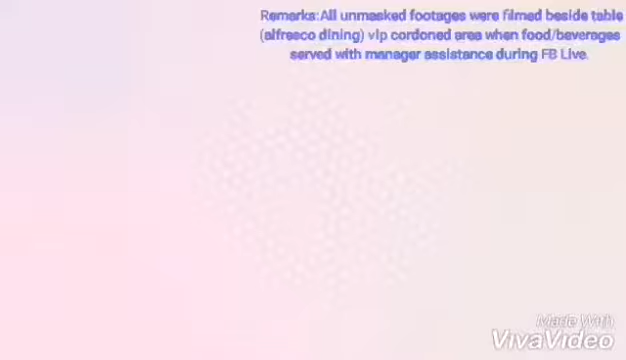 Remarks:All unmasked footages were filmed beside table
(alfresco dining) vip cordoned area when food/beverages
served with manager assistance during FB Live.
Made With
VivaVideo